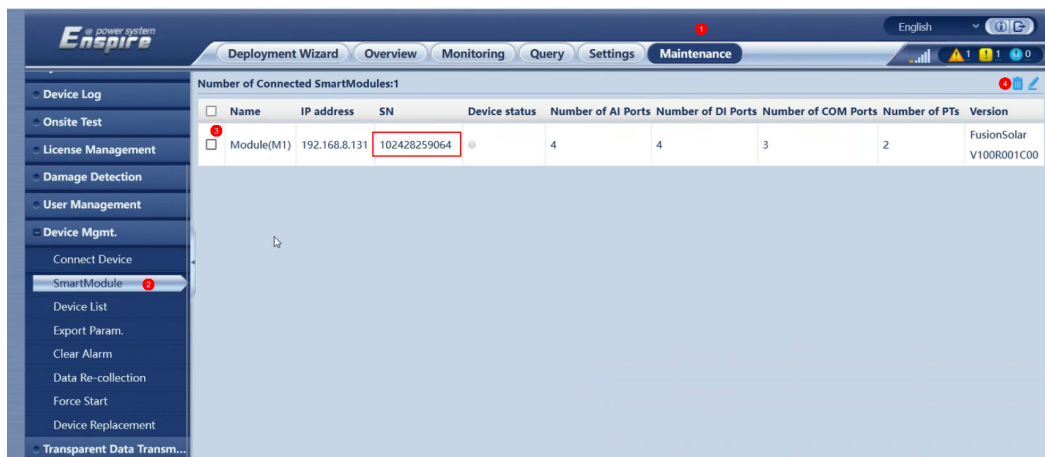 power system
Enspire
English
1
Deployment Wizard Overview Monitoring Query Settings Maintenance
1 1 0
Number of Connected SmartModules:1
4
Name IP address SN Device status Number of AI Ports Number of DI Ports Number of COM Ports Number of PTs Version
3
Module(M1) 192.168.8.131 102428259064 4 4 3 2 FusionSolar
V100R001C00
Device Log
Onsite Test
License Management
Damage Detection
User Management
Device Mgmt.
Connect Device
SmartModule 2
Device List
Export Param.
Clear Alarm
Data Re-collection
Force Start
Device Replacement
Transparent Data Transm...